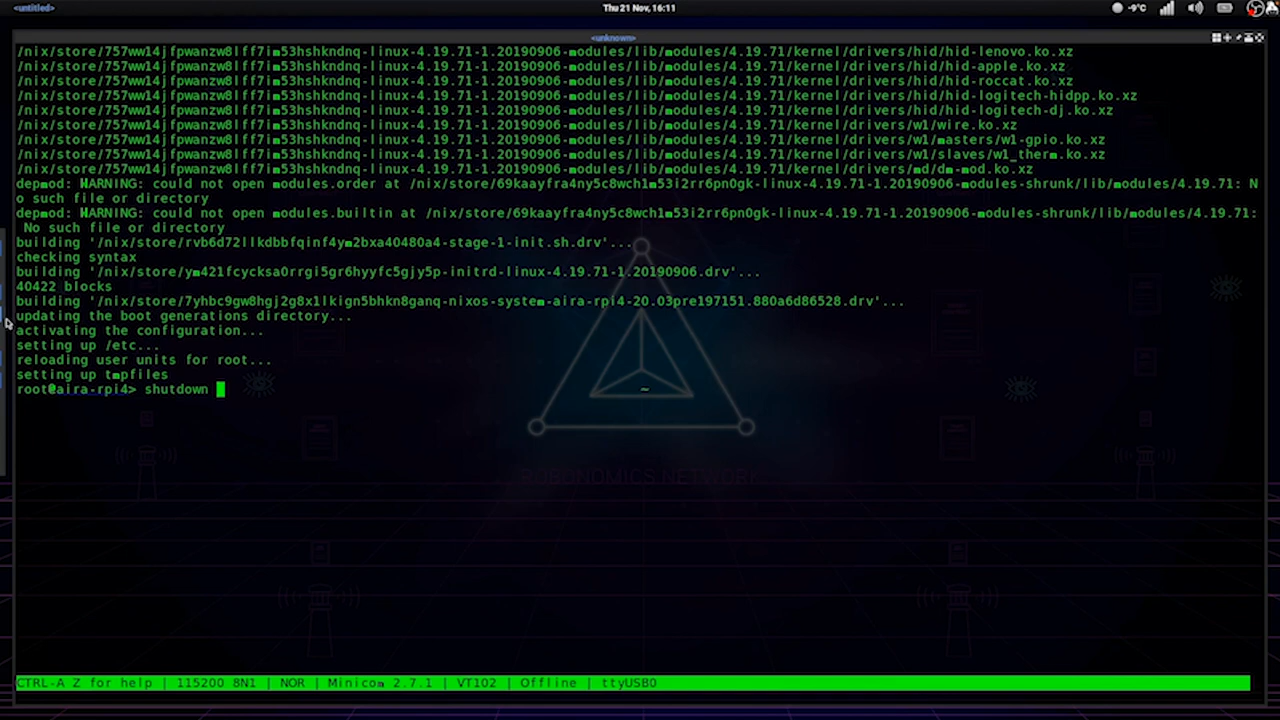 <untitled>
Thu 21 Nov, 16:11
-9°C
<unknown>
/nix/store/757ww14jfpwanzw8lff7im53hshkndnq-linux-4.19.71-1.20190906-modules/lib/modules/4.19.71/kernel/drivers/hid/hid-lenovo.ko.xz
/nix/store/757ww14jfpwanzw8lff7im53hshkndnq-linux-4.19.71-1.20190906-modules/lib/modules/4.19.71/kernel/drivers/hid/hid-apple.ko.xz
/nix/store/757ww14jfpwanzw8lff7im53hshkndnq-linux-4.19.71-1.20190906-modules/lib/modules/4.19.71/kernel/drivers/hid/hid-roccat.ko.xz
/nix/store/757ww14jfpwanzw8lff7im53hshkndnq-linux-4.19.71-1.20190906-modules/lib/modules/4.19.71/kernel/drivers/hid/hid-logitech-hidpp.ko.xz
/nix/store/757ww14jfpwanzw8lff7im53hshkndnq-linux-4.19.71-1.20190906-modules/lib/modules/4.19.71/kernel/drivers/hid/hid-logitech-dj.ko.xz
/nix/store/757ww14jfpwanzw8lff7im53hshkndnq-linux-4.19.71-1.20190906-modules/lib/modules/4.19.71/kernel/drivers/w1/wire.ko.xz
/nix/store/757ww14jfpwanzw8lff7im53hshkndnq-linux-4.19.71-1.20190906-modules/lib/modules/4.19.71/kernel/drivers/w1/masters/w1-gpio.ko.xz
/nix/store/757ww14jfpwanzw8lff7im53hshkndnq-linux-4.19.71-1.20190906-modules/lib/modules/4.19.71/kernel/drivers/w1/slaves/w1_therm.ko.xz
/nix/store/757ww14jfpwanzw8lff7im53hshkndnq-linux-4.19.71-1.20190906-modules/lib/modules/4.19.71/kernel/drivers/md/dm-mod.ko.xz
depmod: WARNING: could not open modules.order at /nix/store/69kaayfra4ny5c8wch1m53i2rr6pn0gk-linux-4.19.71-1.20190906-modules-shrunk/lib/modules/4.19.71: N
o such file or directory
depmod: WARNING: could not open modules.builtin at /nix/store/69kaayfra4ny5c8wch1m53i2rr6pn0gk-linux-4.19.71-1.20190906-modules-shrunk/lib/modules/4.19.71:
 No such file or directory
building '/nix/store/rvb6d72llkdbbfqinf4ym2bxa40480a4-stage-1-init.sh.drv'...
checking syntax
building '/nix/store/ym421fcycksa0rrgi5gr6hyyfc5gjy5p-initrd-linux-4.19.71-1.20190906.drv'...
40422 blocks
building '/nix/store/7yhbc9gw8hgj2g8x1lkign5bhkn8ganq-nixos-system-aira-rpi4-20.03pre197151.880a6d86528.drv'...
updating the boot generations directory...
activating the configuration...
setting up /etc...
reloading user units for root...
setting up tmpfiles
root@aira-rpi4> shutdown
ROBONOMICS.NETWORK
CTRL-A Z for help | 115200 8N1 | NOR | Minicom 2.7.1 | VT102 | Offline | ttyUSB0